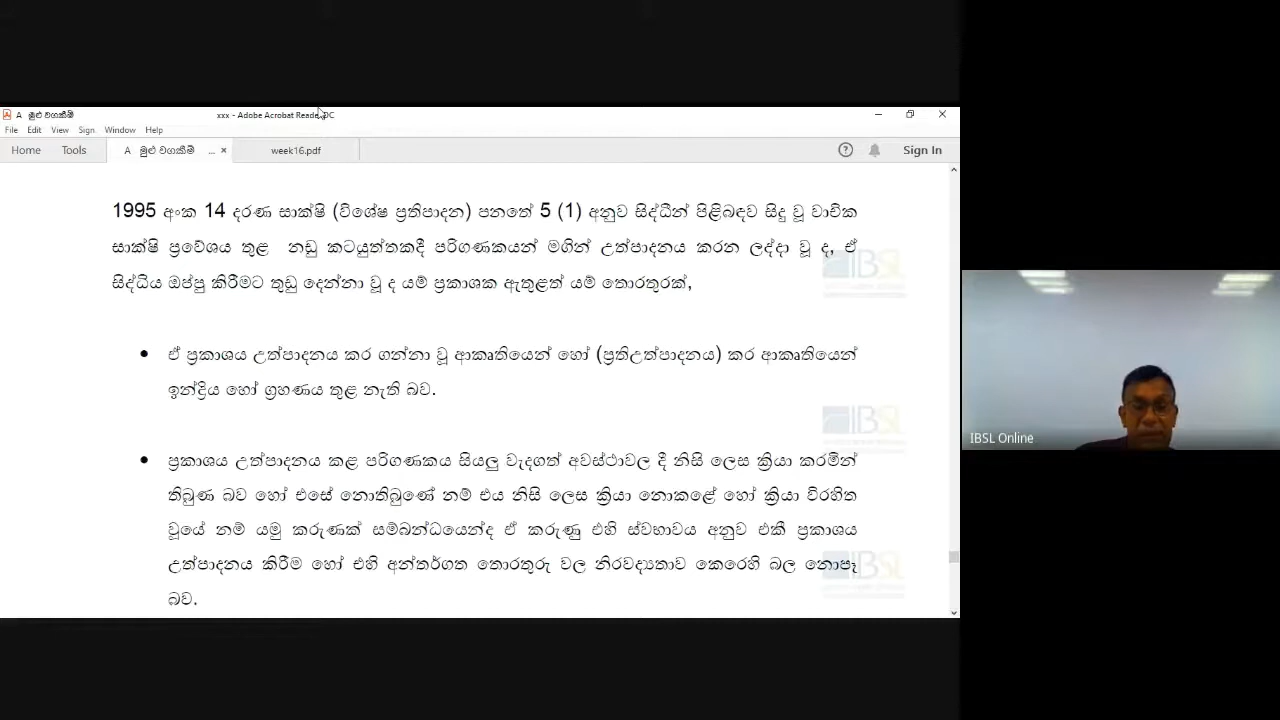 A මුළු වගකීම්
xxx - Adobe Acrobat Reader DC
File Edit View Sign Window Help
Home Tools A මුළු වගකීම් ... × week16.pdf Sign In
1995 අංක 14 දරණ සාක්ෂි (විශේෂ ප්‍රතිපාදන) පනතේ 5 (1) අනුව සිද්ධීන් පිළිබඳව සිදු වූ වාචික
සාක්ෂි ප්‍රවේශය තුළ නඩු කටයුත්තකදී පරිගණකයන් මගින් උත්පාදනය කරන ලද්දා වූ ද, ඒ
සිද්ධිය ඔප්පු කිරීමට තුඩු දෙන්නා වූ ද යම් ප්‍රකාශක ඇතුළත් යම් තොරතුරක්,
• ඒ ප්‍රකාශය උත්පාදනය කර ගන්නා වූ ආකෘතියෙන් හෝ (ප්‍රතිඋත්පාදනය) කර ආකෘතියෙන්
ඉන්ද්‍රිය හෝ ග්‍රහණය තුළ නැති බව.
• ප්‍රකාශය උත්පාදනය කළ පරිගණකය සියලු වැදගත් අවස්ථාවල දී නිසි ලෙස ක්‍රියා කරමින්
තිබුණ බව හෝ එසේ නොතිබුණේ නම් එය නිසි ලෙස ක්‍රියා නොකළේ හෝ ක්‍රියා විරහිත
වූයේ නම් යමු කරුණක් සම්බන්ධයෙන්ද ඒ කරුණු එහි ස්වභාවය අනුව එකී ප්‍රකාශය
උත්පාදනය කිරීම හෝ එහි අන්තර්ගත තොරතුරු වල නිරවද්‍යතාව කෙරෙහි බල නොපෑ
බව.
IBSL
IBSL
IBSL
IBSL Online